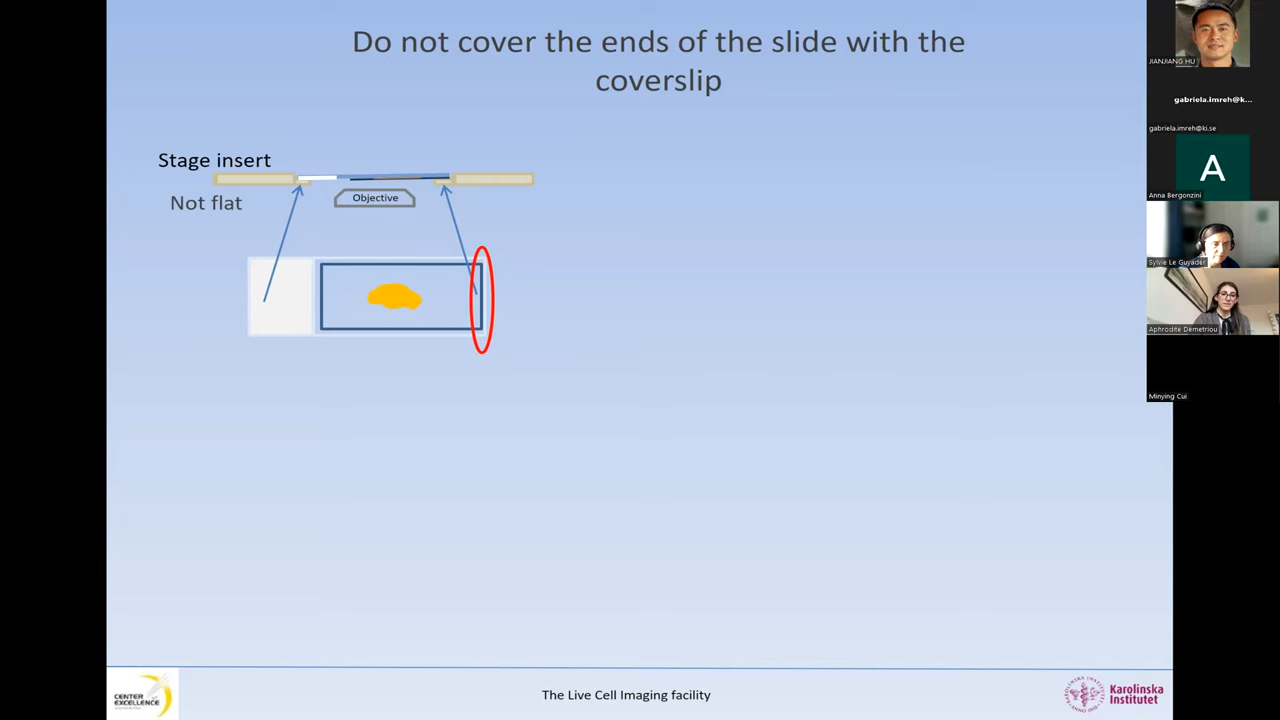 Do not cover the ends of the slide with the
coverslip
Stage insert
Not flat
Objective
The Live Cell Imaging facility
CENTER
EXCELLENCE
Karolinska
Institutet
JIANJIANG HU
gabriela.imreh@k...
gabriela.imreh@ki.se
A
Anna Bergonzini
Sylvie Le Guyader
Aphrodite Demetriou
Minying Cui